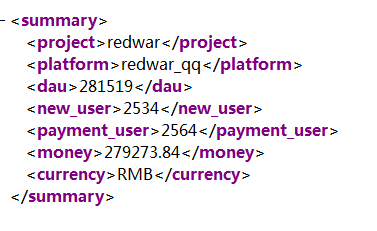 − <summary>
<project>redwar</project>
<platform>redwar_qq</platform>
<dau>281519</dau>
<new_user>2534</new_user>
<payment_user>2564</payment_user>
<money>279273.84</money>
<currency>RMB</currency>
</summary>